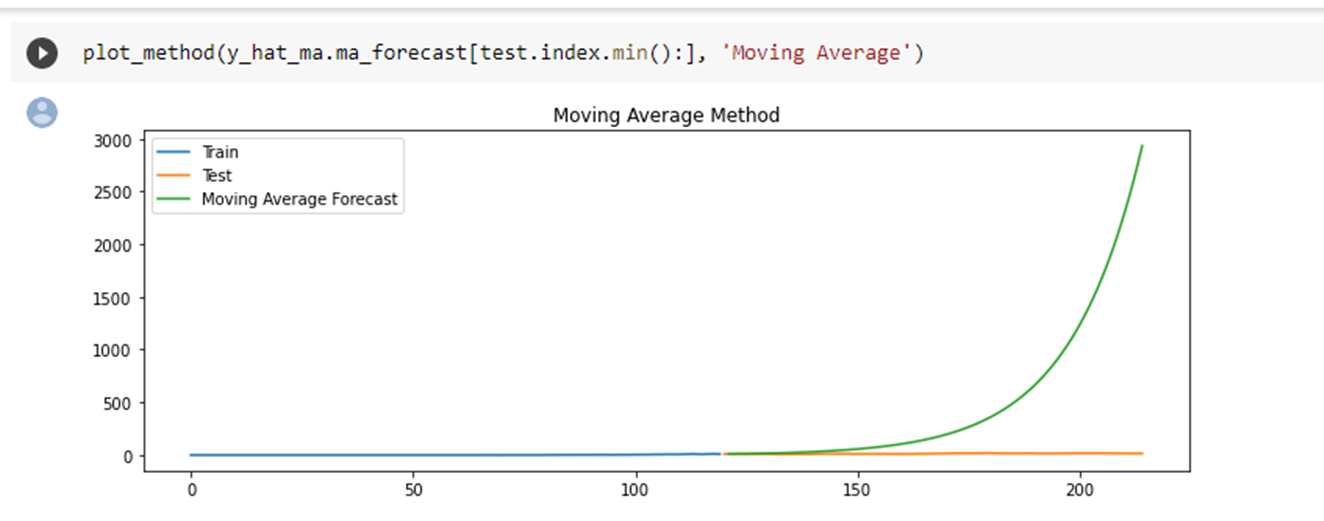 plot_method(y_hat_ma.ma_forecast[test.index.min():], 'Moving Average')
Moving Average Method
3000
2500
2000
1500
1000
500
0
Train
Test
Moving Average Forecast
0 50 100 150 200